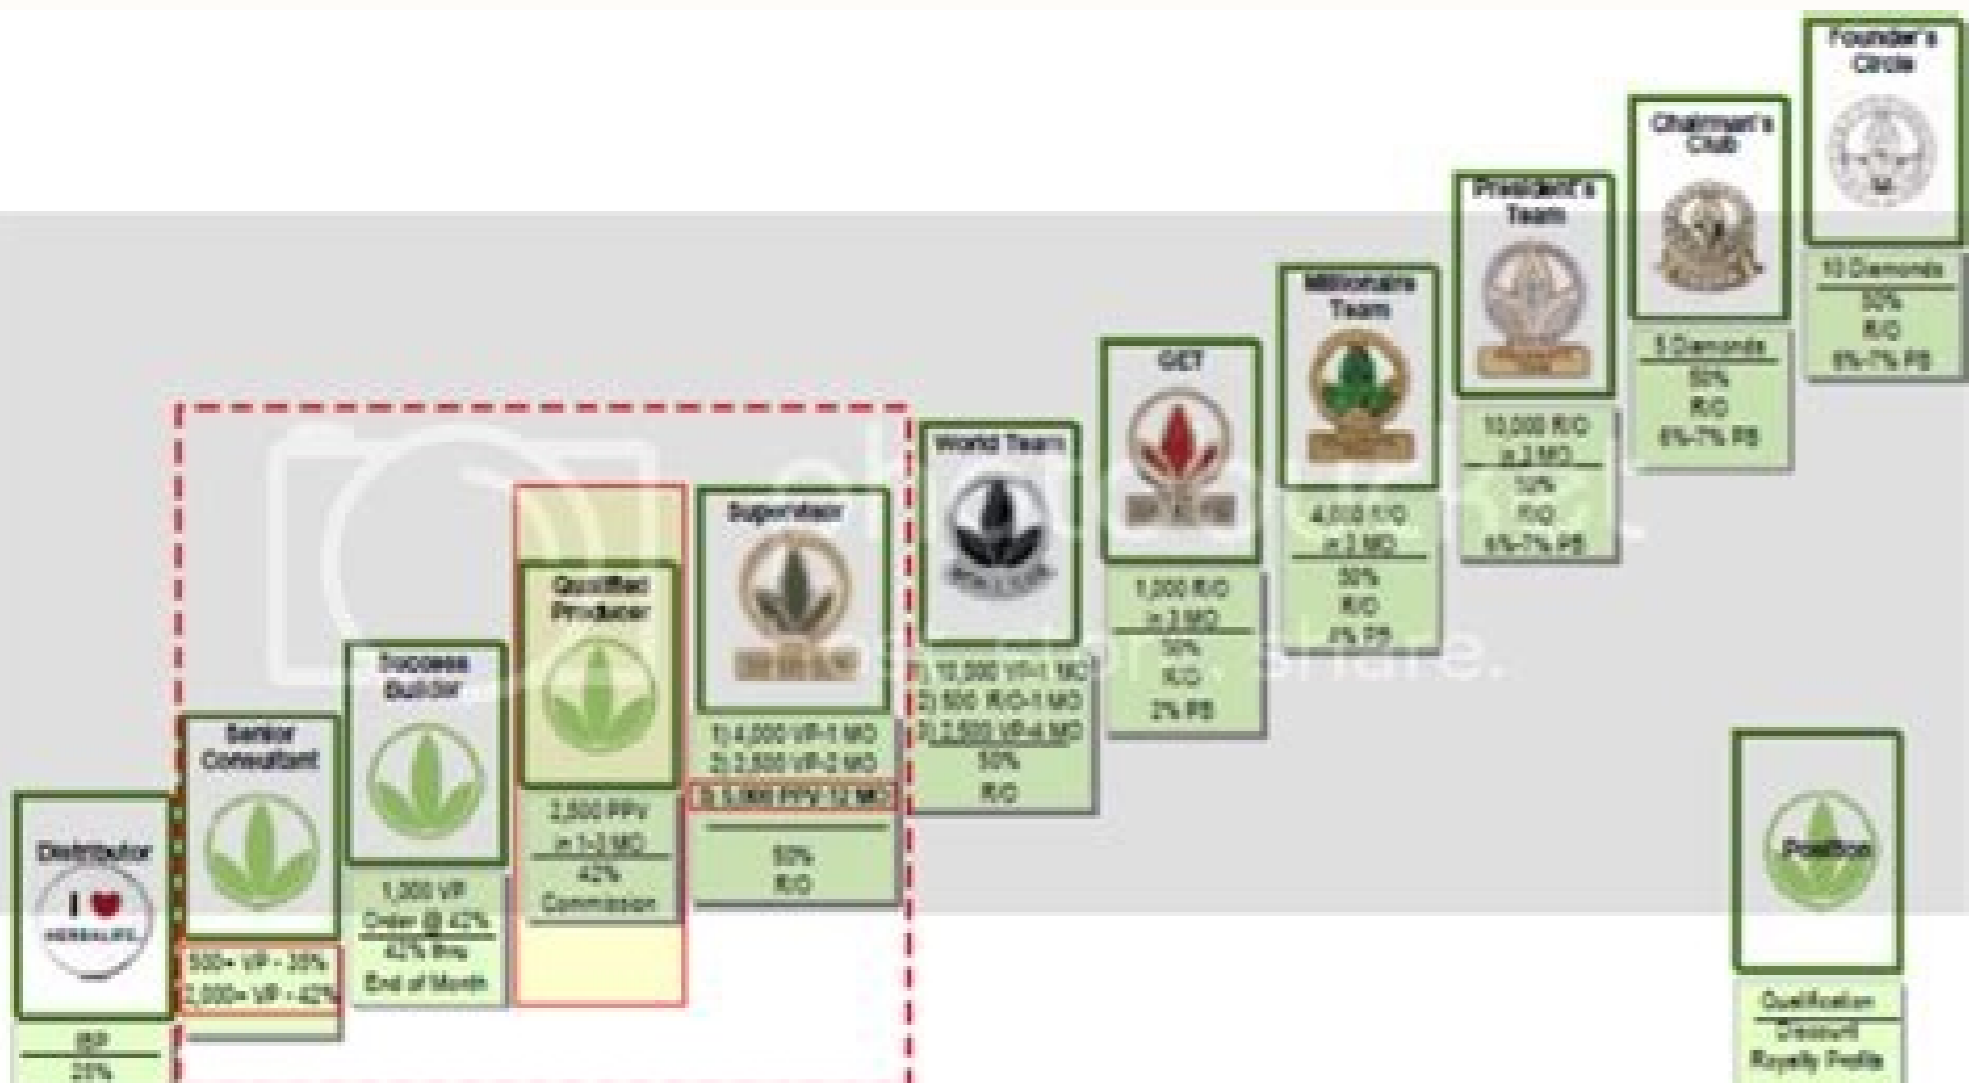 Distributor
I ♥
HERBALIFE
IBP
25%
Senior
Consultant
500+ VP - 35%
2,000+ VP - 42%
Success
Builder
1,000 VP
Order @ 42%
42% thru
End of Month
Qualified
Producer
2,500 PPV
in 1-3 MO
42%
Commission
Supervisor
1) 4,000 VP-1 MO
2) 2,500 VP-2 MO
3) 5,000 PPV-12 MO
50%
R/O
World Team
1) 10,000 VP-1 MO
2) 500 R/O-1 MO
3) 2,500 VP-4 MO
50%
R/O
GET
1,000 R/O
in 3 MO
50%
R/O
2% PB
Millionaire
Team
4,000 R/O
in 3 MO
50%
R/O
4% PB
President's
Team
10,000 R/O
in 3 MO
50%
R/O
6%-7% PB
Chairman's
Club
5 Diamonds
50%
R/O
6%-7% PB
Founder's
Circle
10 Diamonds
50%
R/O
6%-7% PB
Position
Qualification
Discount
Royalty Profile
share.